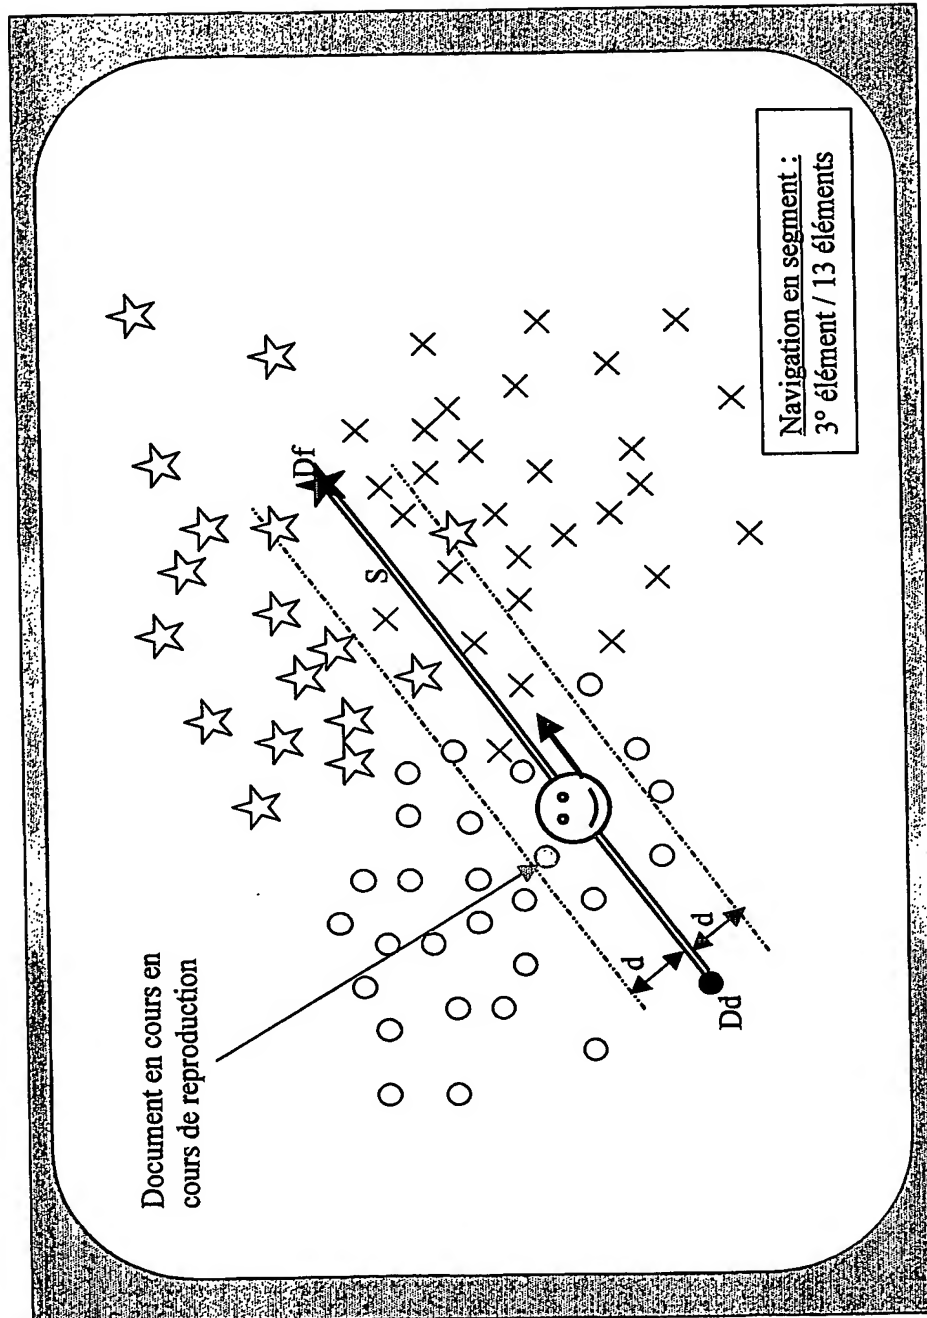 Document en cours en
cours de reproduction
Df
S
d
d
Dd
Navigation en segment :
3° élément / 13 éléments